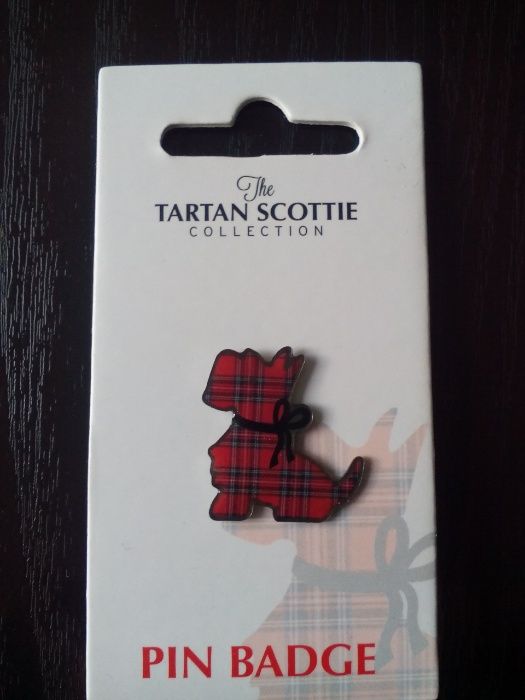 The
TARTAN SCOTTIE
COLLECTION
PIN BADGE